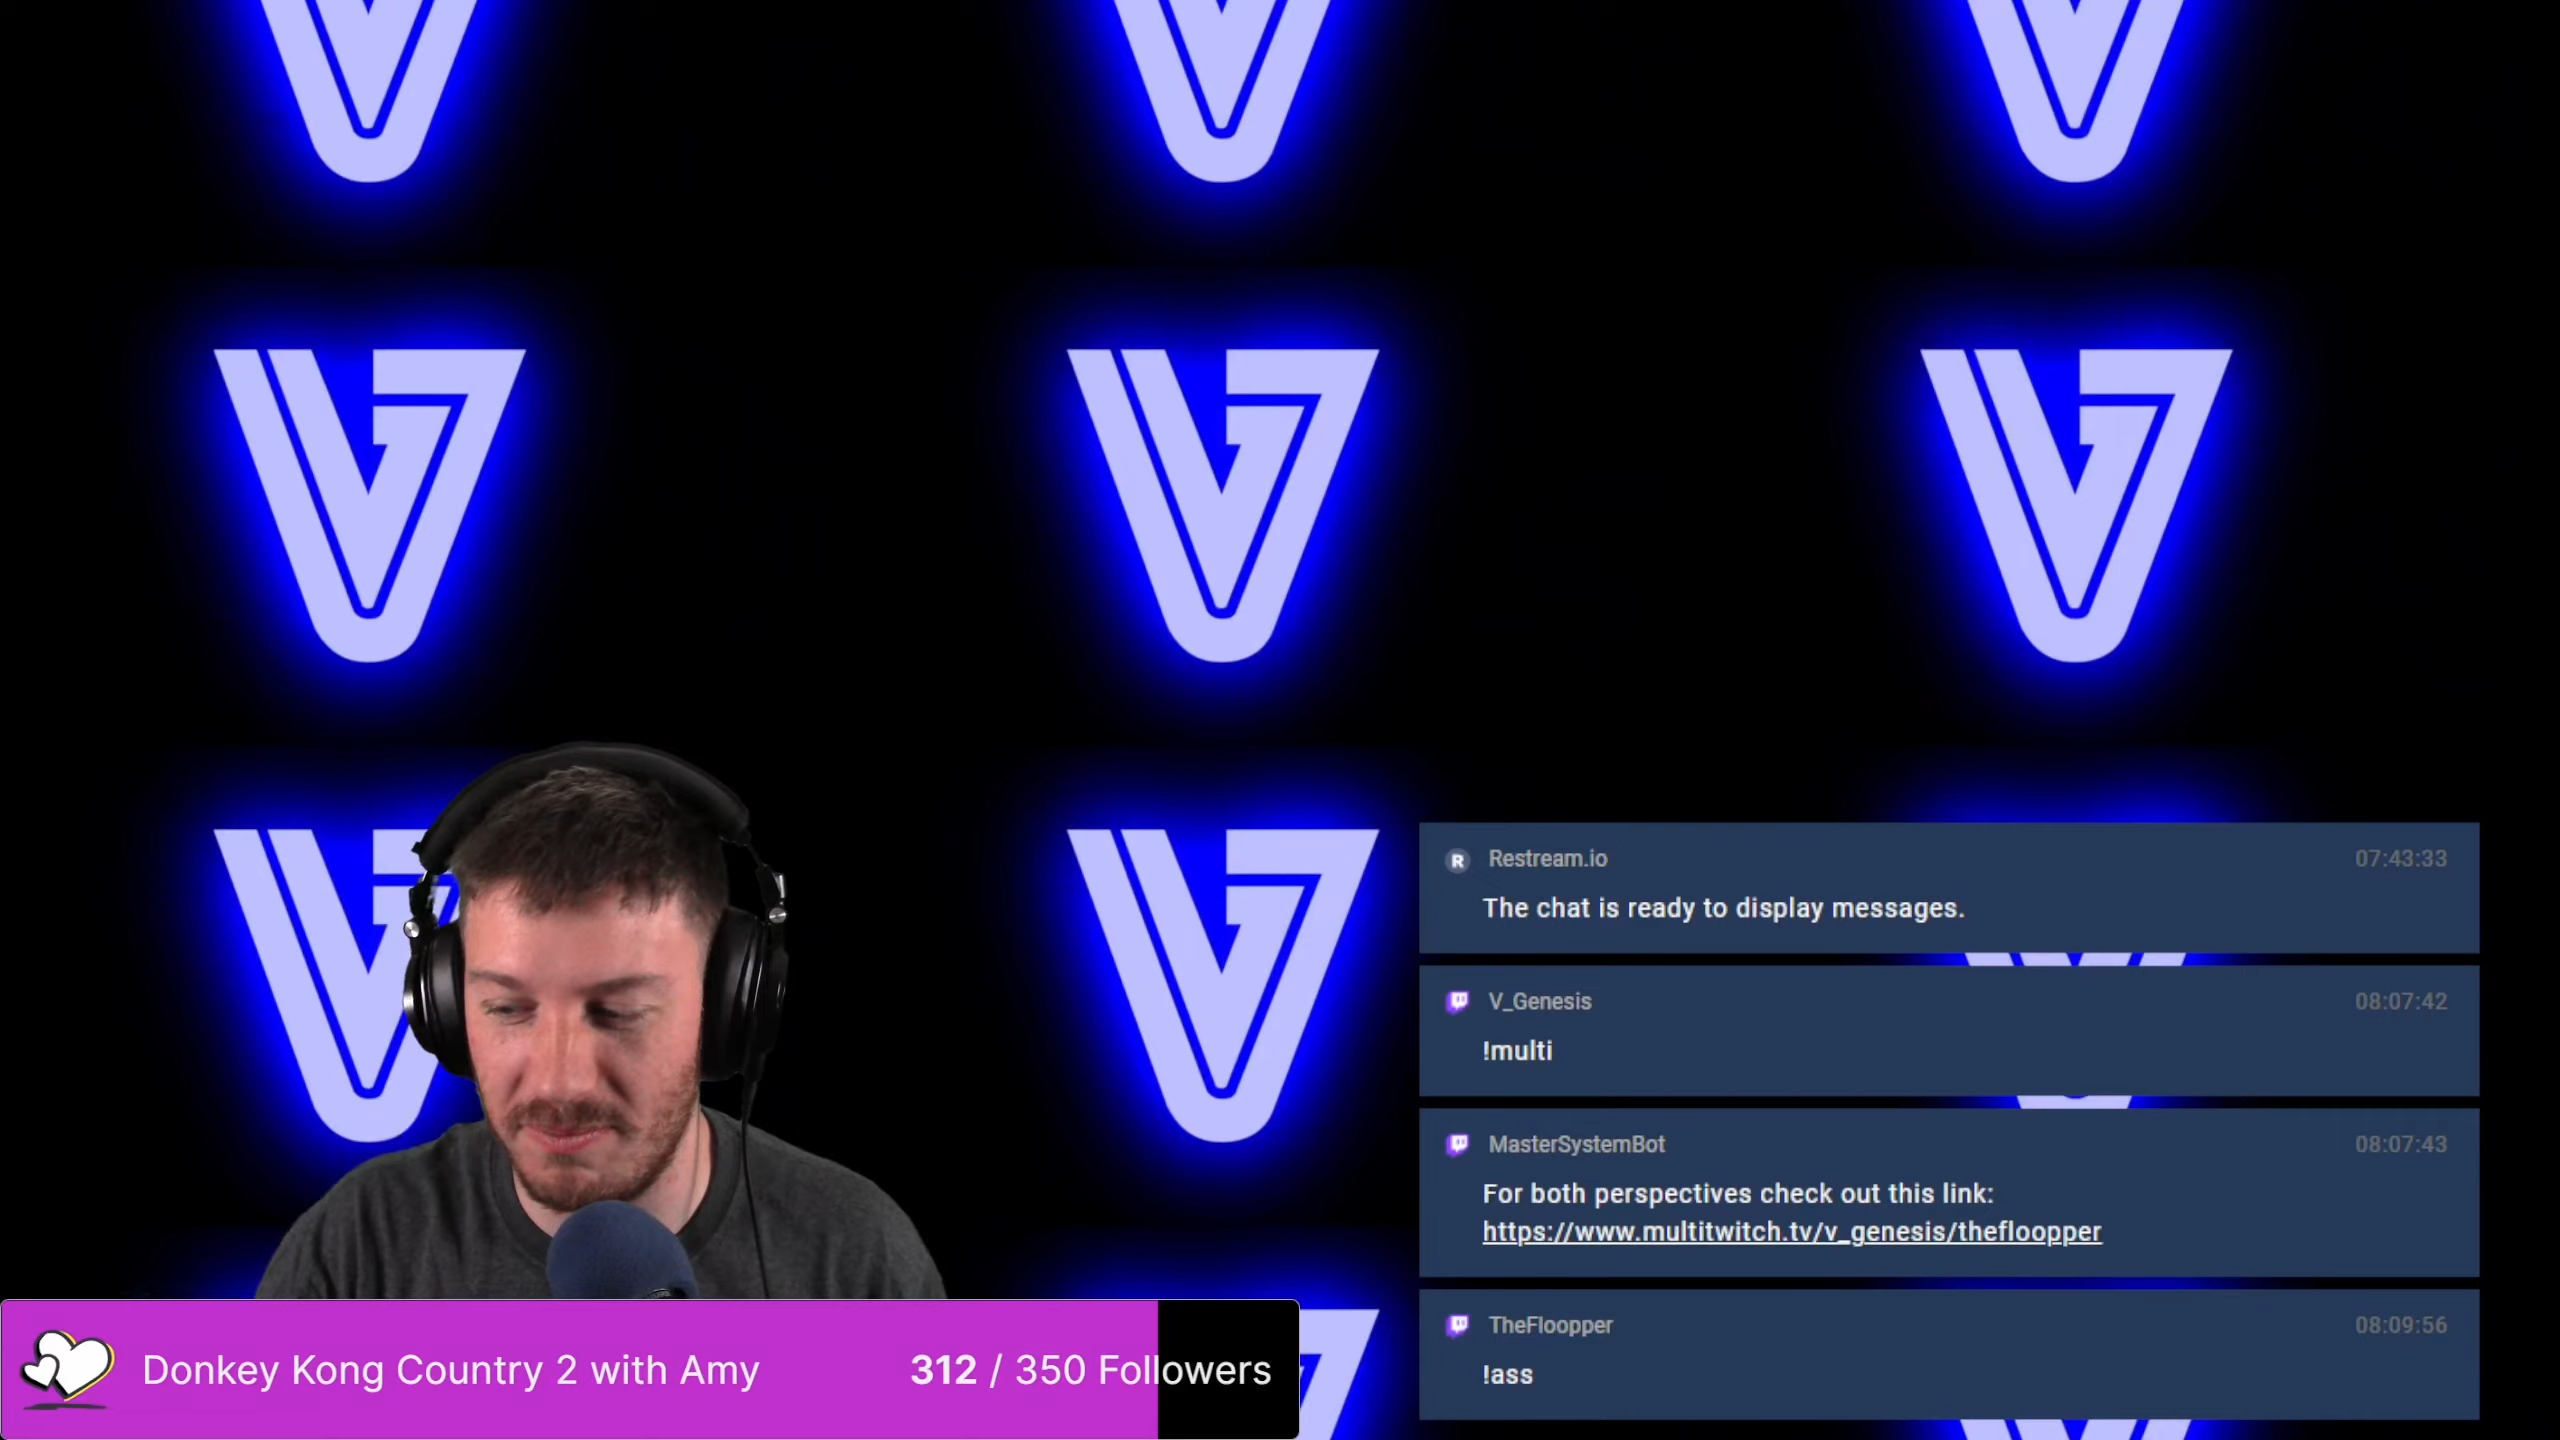 Restream.io 07:43:33
The chat is ready to display messages.
V_Genesis 08:07:42
!multi
MasterSystemBot 08:07:43
For both perspectives check out this link:
https://www.multitwitch.tv/v_genesis/thefloopper
TheFloopper 08:09:56
!ass
Donkey Kong Country 2 with Amy 312 / 350 Followers